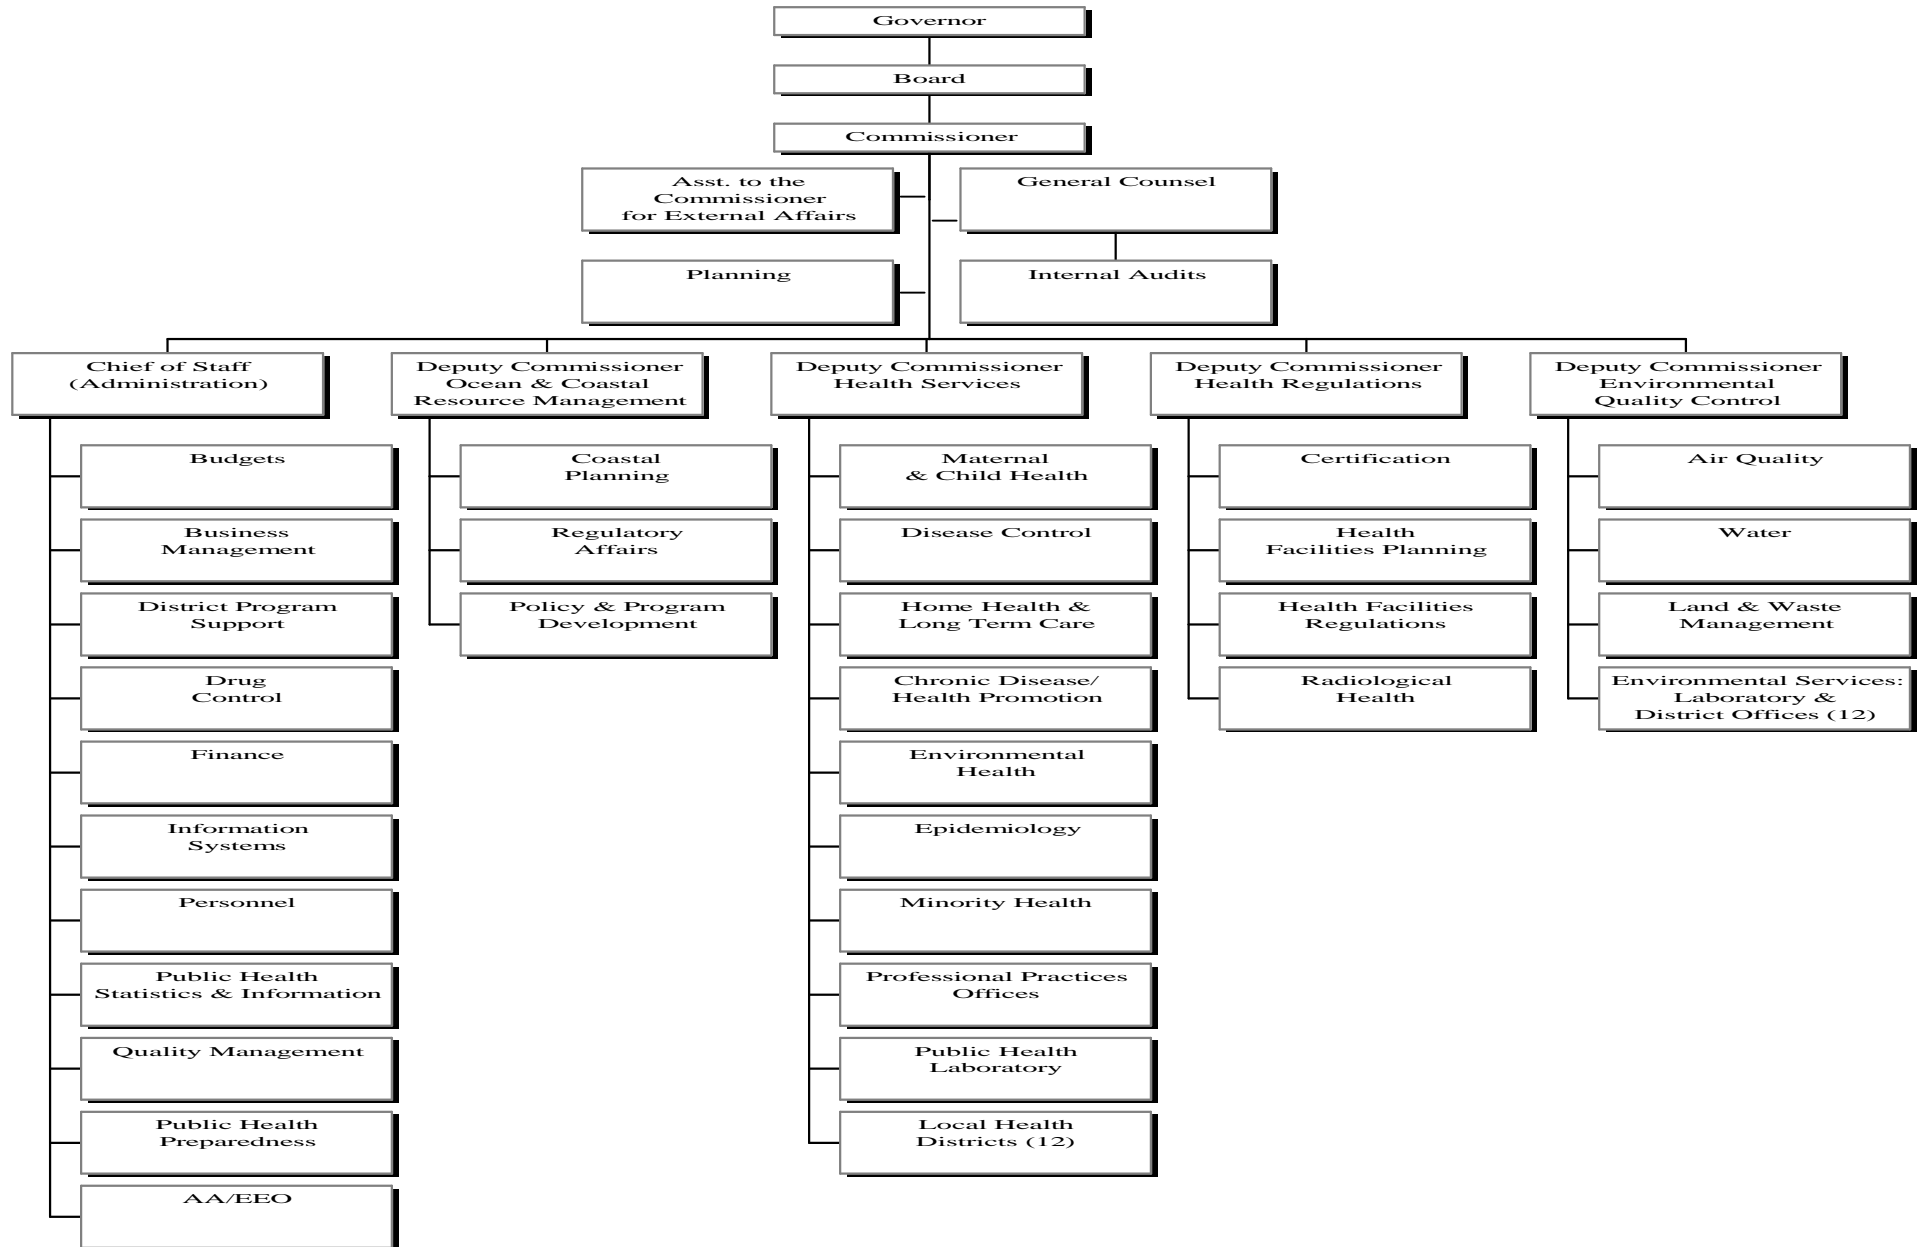 Governor
Board
Commissioner
Asst. to the
Commissioner
for External Affairs
General Counsel
Planning
Internal Audits
Chief of Staff
(Administration)
Budgets
Business
Management
District Program
Support
Drug
Control
Finance
Information
Systems
Personnel
Public Health
Statistics & Information
Quality Management
Public Health
Preparedness
AA/EEO
Deputy Commissioner
Ocean & Coastal
Resource Management
Coastal
Planning
Regulatory
Affairs
Policy & Program
Development
Deputy Commissioner
Health Services
Maternal
& Child Health
Disease Control
Home Health &
Long Term Care
Chronic Disease/
Health Promotion
Environmental
Health
Epidemiology
Minority Health
Professional Practices
Offices
Public Health
Laboratory
Local Health
Districts (12)
Deputy Commissioner
Health Regulations
Certification
Health
Facilities Planning
Health Facilities
Regulations
Radiological
Health
Deputy Commissioner
Environmental
Quality Control
Air Quality
Water
Land & Waste
Management
Environmental Services:
Laboratory &
District Offices (12)